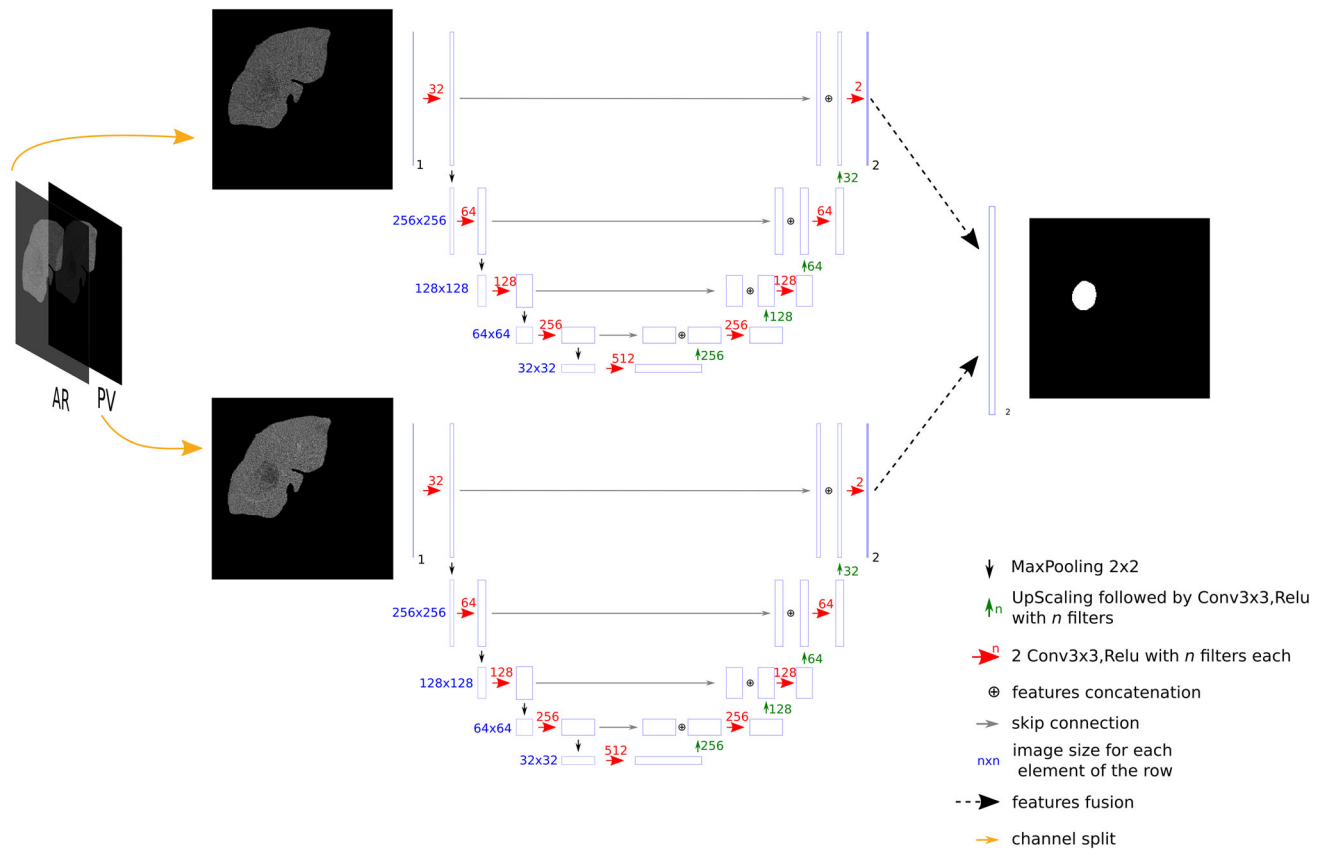 32
2
1
2
32
256x256
64
64
64
128x128
128
128
128
64x64
256
256
256
32x32
512
AR
PV
2
32
2
1
2
32
256x256
64
64
64
128x128
128
128
128
64x64
256
256
256
32x32
512
MaxPooling 2x2
n
UpScaling followed by Conv3x3,Relu
with n filters
n
2 Conv3x3,Relu with n filters each
⊕ features concatenation
skip connection
nxn
image size for each
element of the row
features fusion
channel split